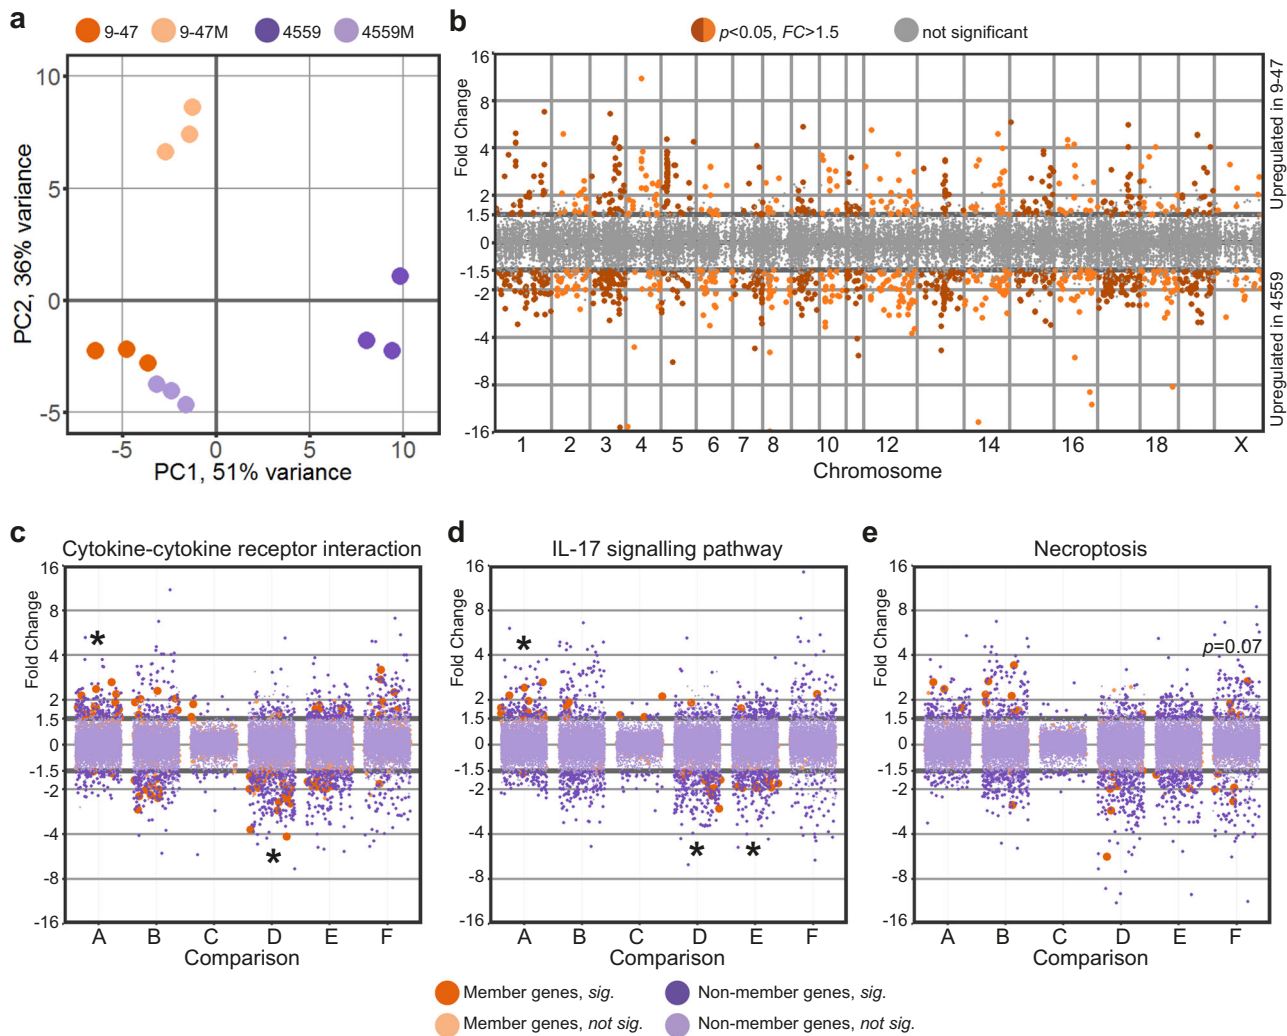 a
9-47
9-47M
4559
4559M
10
5
0
-5
PC2, 36% variance
-5
0
5
10
PC1, 51% variance
b
p<0.05, FC>1.5
not significant
Fold Change
16
8
4
2
1.5
0
-1.5
-2
-4
-8
-16
Upregulated in 9-47
Upregulated in 4559
1 2 3 4 5 6 7 8 10 12 14 16 18 X
Chromosome
c
Cytokine-cytokine receptor interaction
Fold Change
16
8
4
2
1.5
0
-1.5
-2
-4
-8
-16
*
*
A B C D E F
Comparison
d
IL-17 signalling pathway
Fold Change
16
8
4
2
1.5
0
-1.5
-2
-4
-8
-16
*
* *
A B C D E F
Comparison
e
Necroptosis
Fold Change
16
8
4
2
1.5
0
-1.5
-2
-4
-8
-16
p=0.07
A B C D E F
Comparison
Member genes, sig.
Non-member genes, sig.
Member genes, not sig.
Non-member genes, not sig.